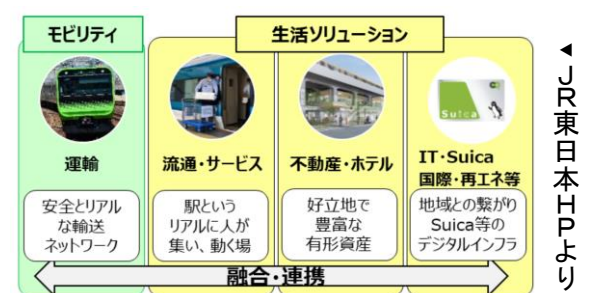 モビリティ
生活ソリューション
Suica
運輸
流通・サービス
不動産・ホテル
IT・Suica
国際・再エネ等
安全とリアル
な輸送
ネットワーク
駅という
リアルに人が
集い、動く場
好立地で
豊富な
有形資産
地域との繋がり
Suica等の
デジタルインフラ
融合・連携
▲JR東日本HPより